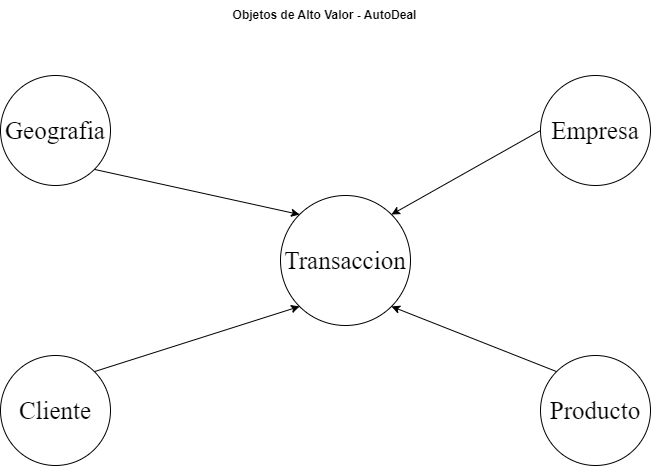 Objetos de Alto Valor - AutoDeal
Geografia
Empresa
Transaccion
Cliente
Producto